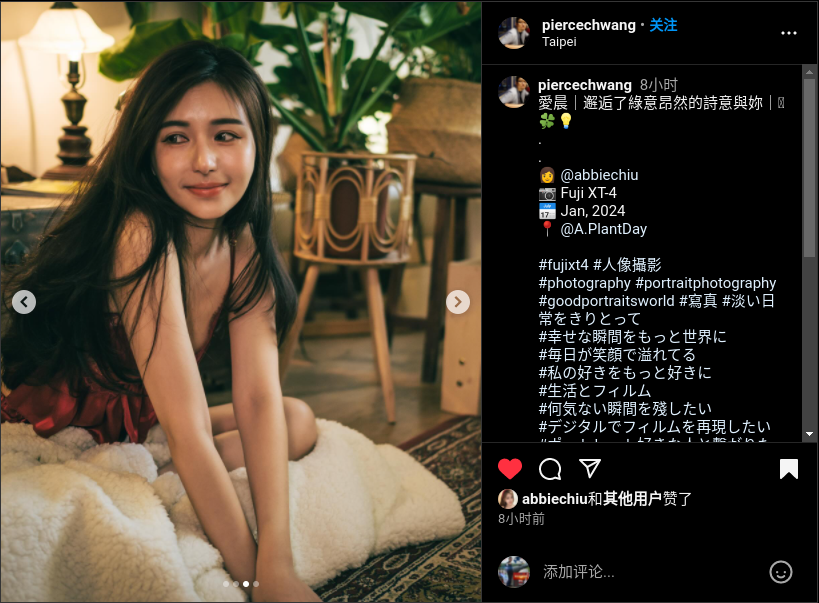 piercechwang • 关注
Taipei
piercechwang 8小时
愛晨｜邂逅了綠意昂然的詩意與妳｜
.
.
@abbiechiu
Fuji XT-4
@A.PlantDay
Jan, 2024
#fujixt4 #人像攝影
#photography #portraitphotography
#goodportraitsworld #寫真 #淡い日
常をきりとって
#幸せな瞬間をもっと世界に
#毎日が笑顔で溢れてる
#私の好きをもっと好きに
#生活とフィルム
#何気ない瞬間を殘したい
#デジタルでフィルムを再現したい
abbiechiu和其他用户赞了
8小时前
添加评论...